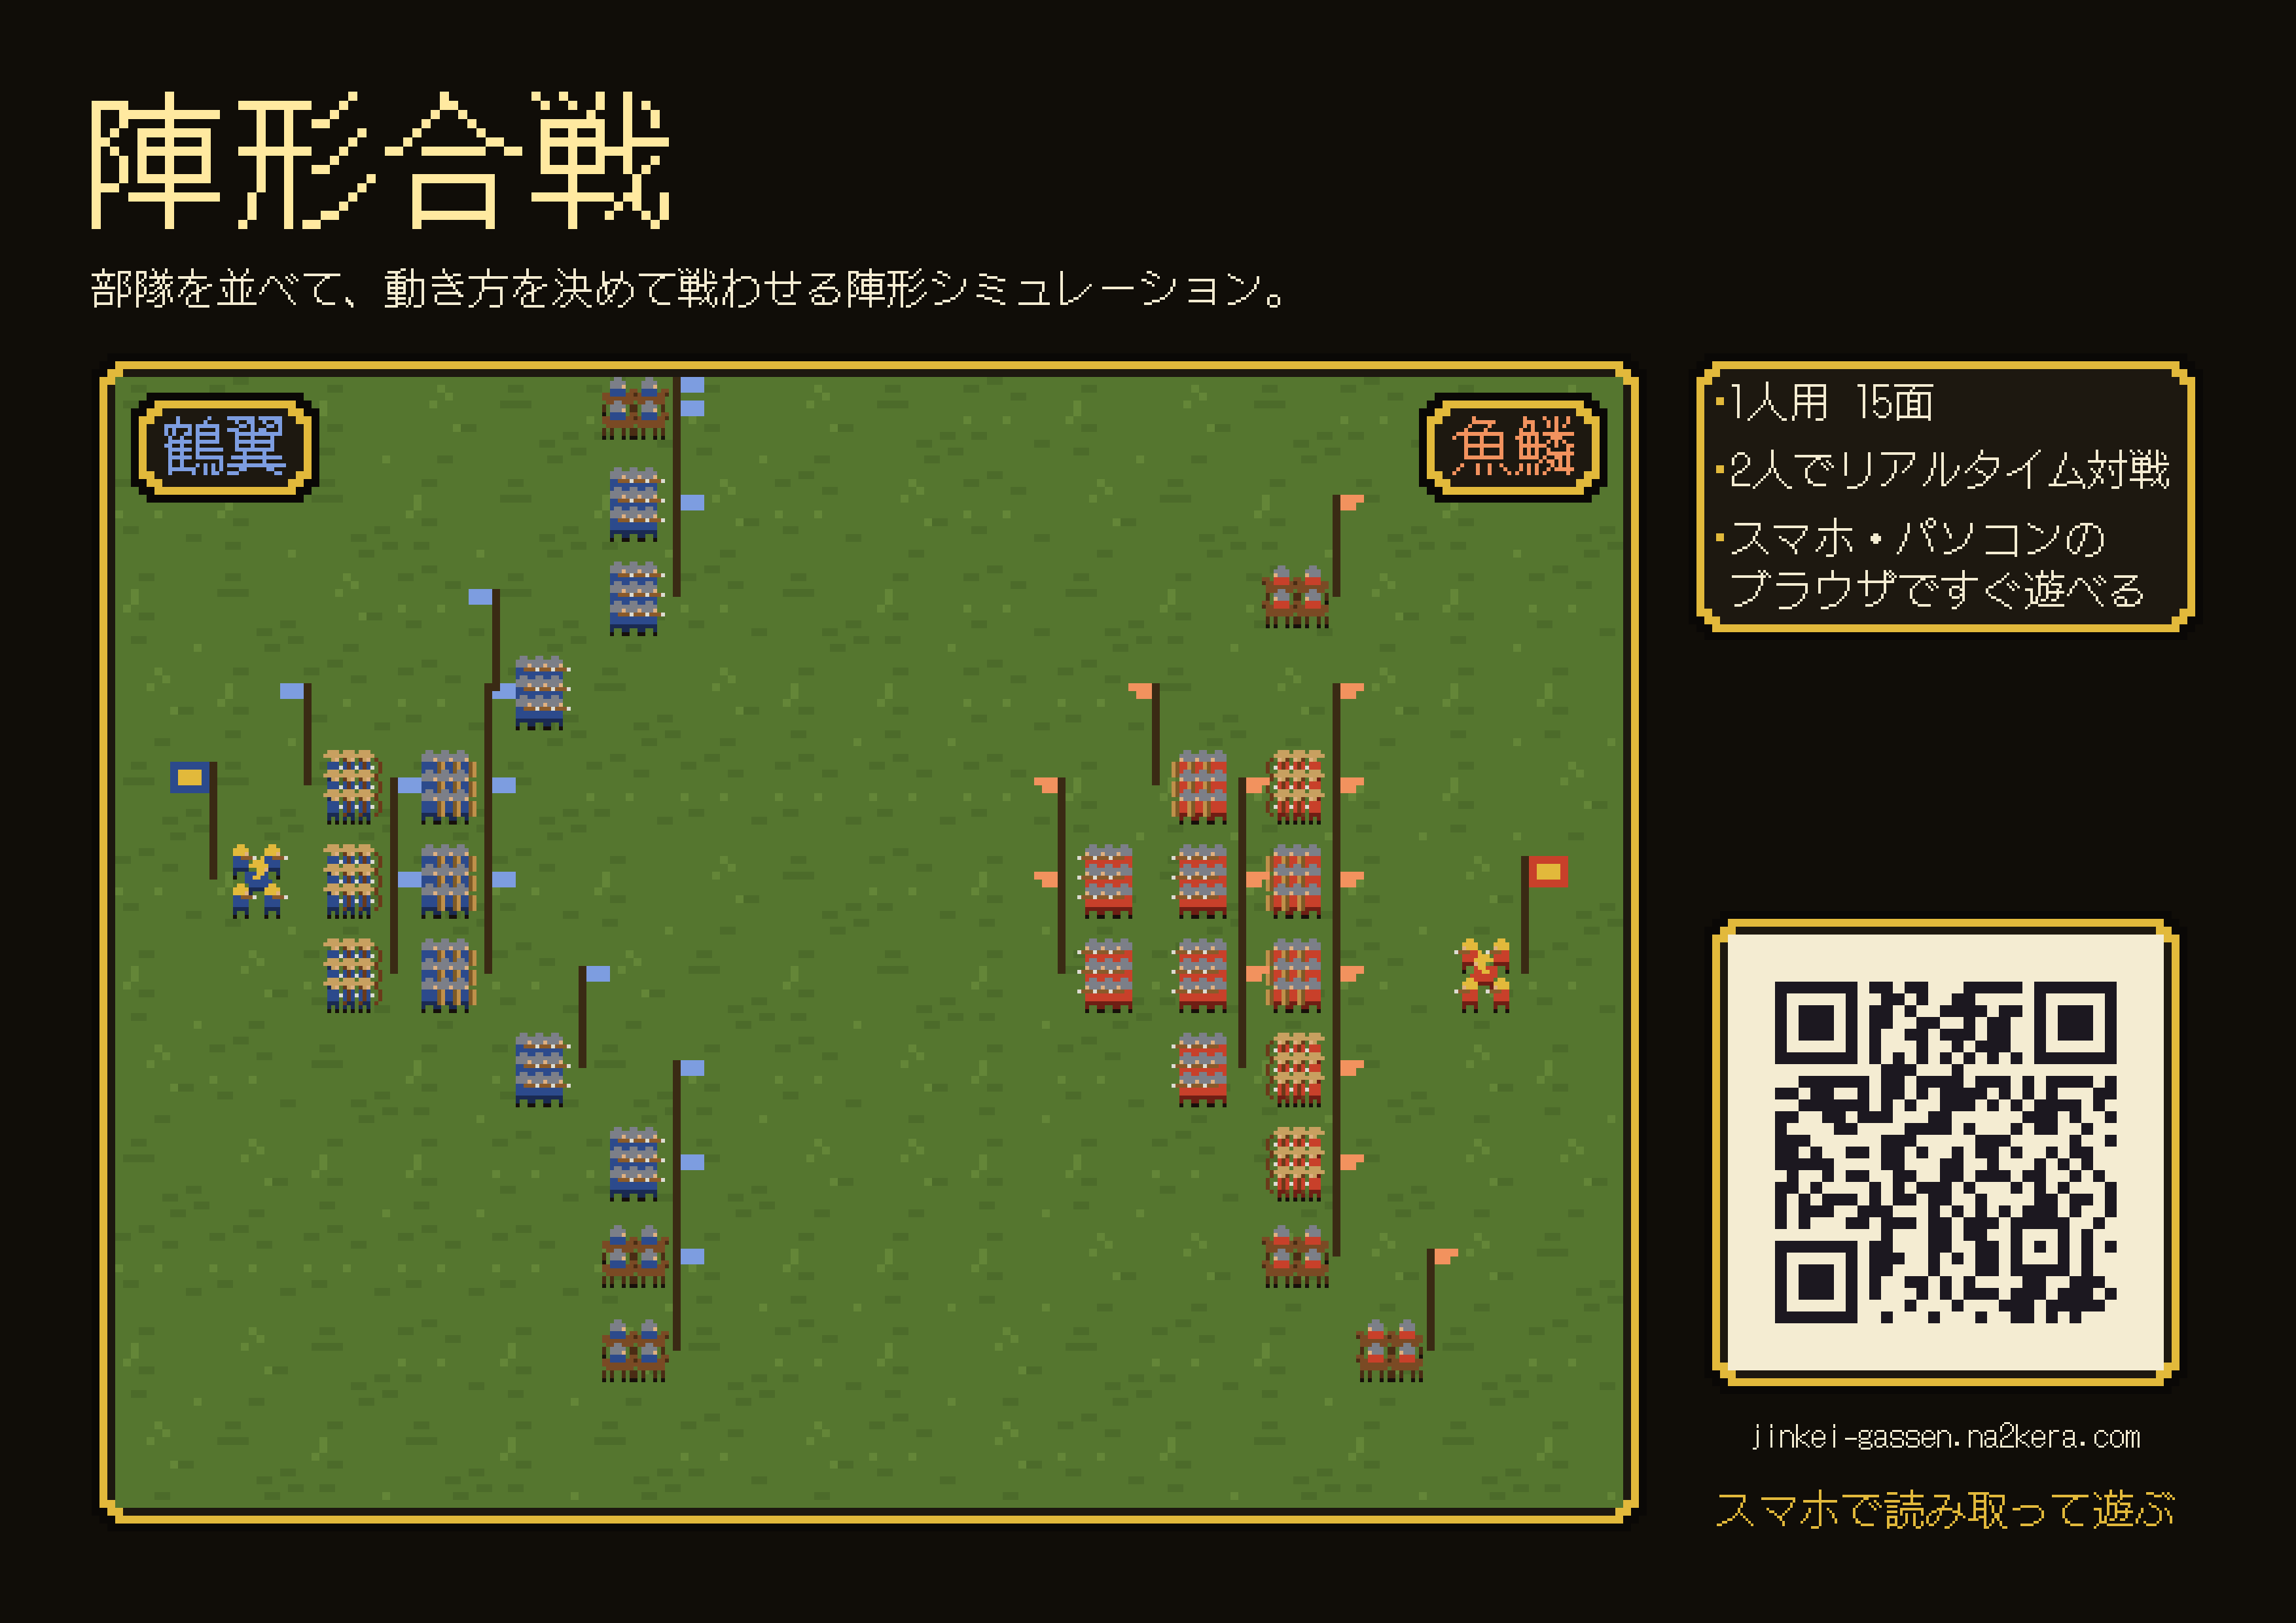 陣形合戦
部隊を並べて、動き方を決めて戦わせる陣形シミュレーション。
鶴翼
魚鱗
・1人用 15面
・2人でリアルタイム対戦
・スマホ・パソコンの
ブラウザですぐ遊べる
jinkei-gassen.na2kera.com
スマホで読み取って遊ぶ